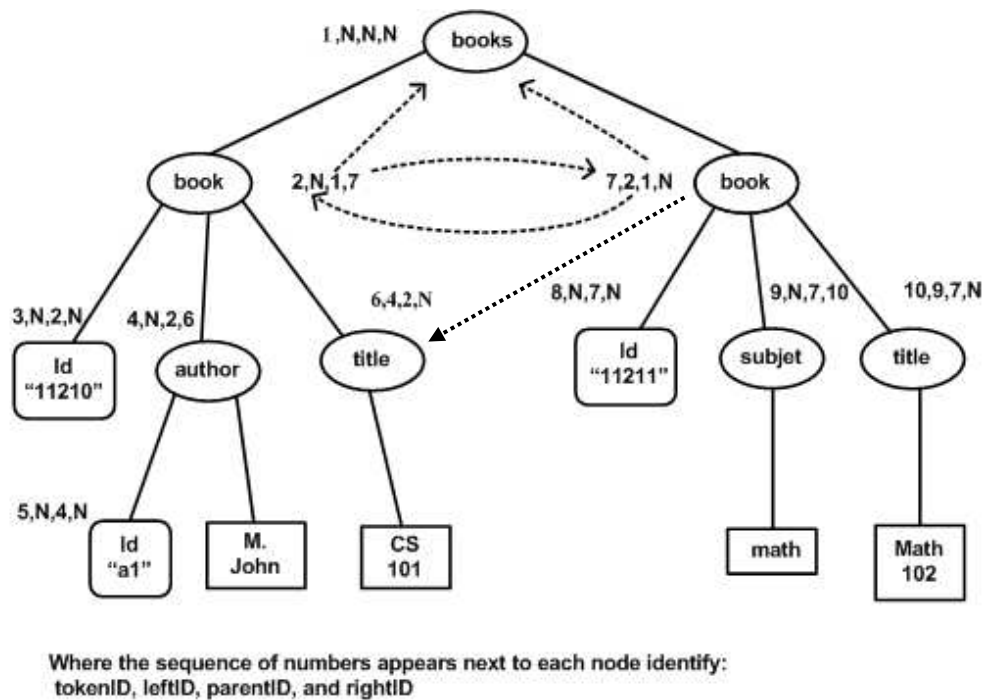 1,N,N,N
books
book
2,N,1,7
7,2,1,N
book
3,N,2,N
4,N,2,6
6,4,2,N
8,N,7,N
9,N,7,10
10,9,7,N
Id
"11210"
author
title
Id
"11211"
subjet
title
5,N,4,N
Id
"a1"
M.
John
CS
101
math
Math
102
Where the sequence of numbers appears next to each node identify:
tokenID, leftID, parentID, and rightID